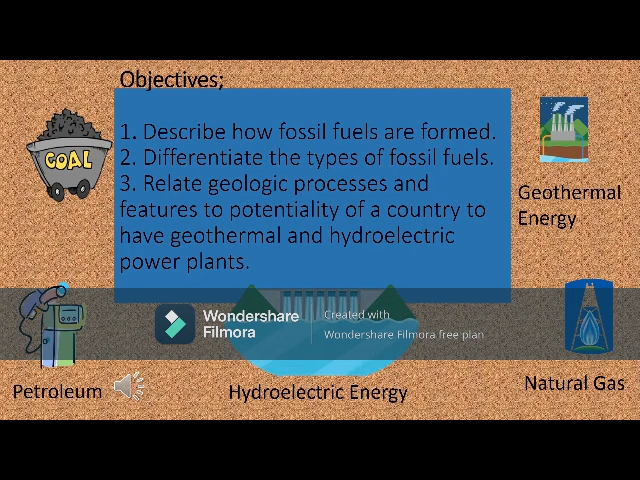 Objectives;
COAL
1. Describe how fossil fuels are formed.
2. Differentiate the types of fossil fuels.
3. Relate geologic processes and
features to potentiality of a country to
have geothermal and hydroelectric
power plants.
Geothermal
Energy
Wondershare
Filmora
Created with
Wondershare Filmora free plan
Petroleum
Hydroelectric Energy
Natural Gas